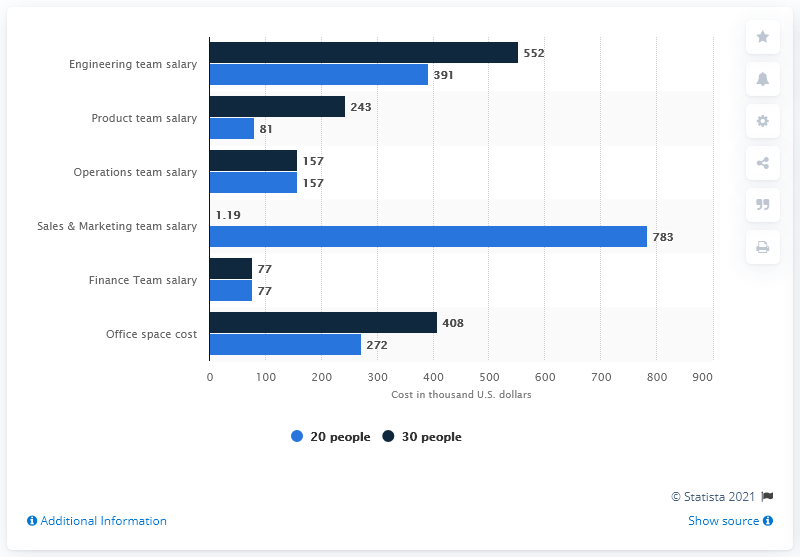 Engineering team salary
552
391
Product team salary
243
81
Operations team salary
157
157
Sales & Marketing team salary
1.19
783
Finance Team salary
77
77
Office space cost
408
272
0 100 200 300 400 500 600 700 800 900
Cost in thousand U.S. dollars
20 people 30 people
© Statista 2021
Additional Information
Show source